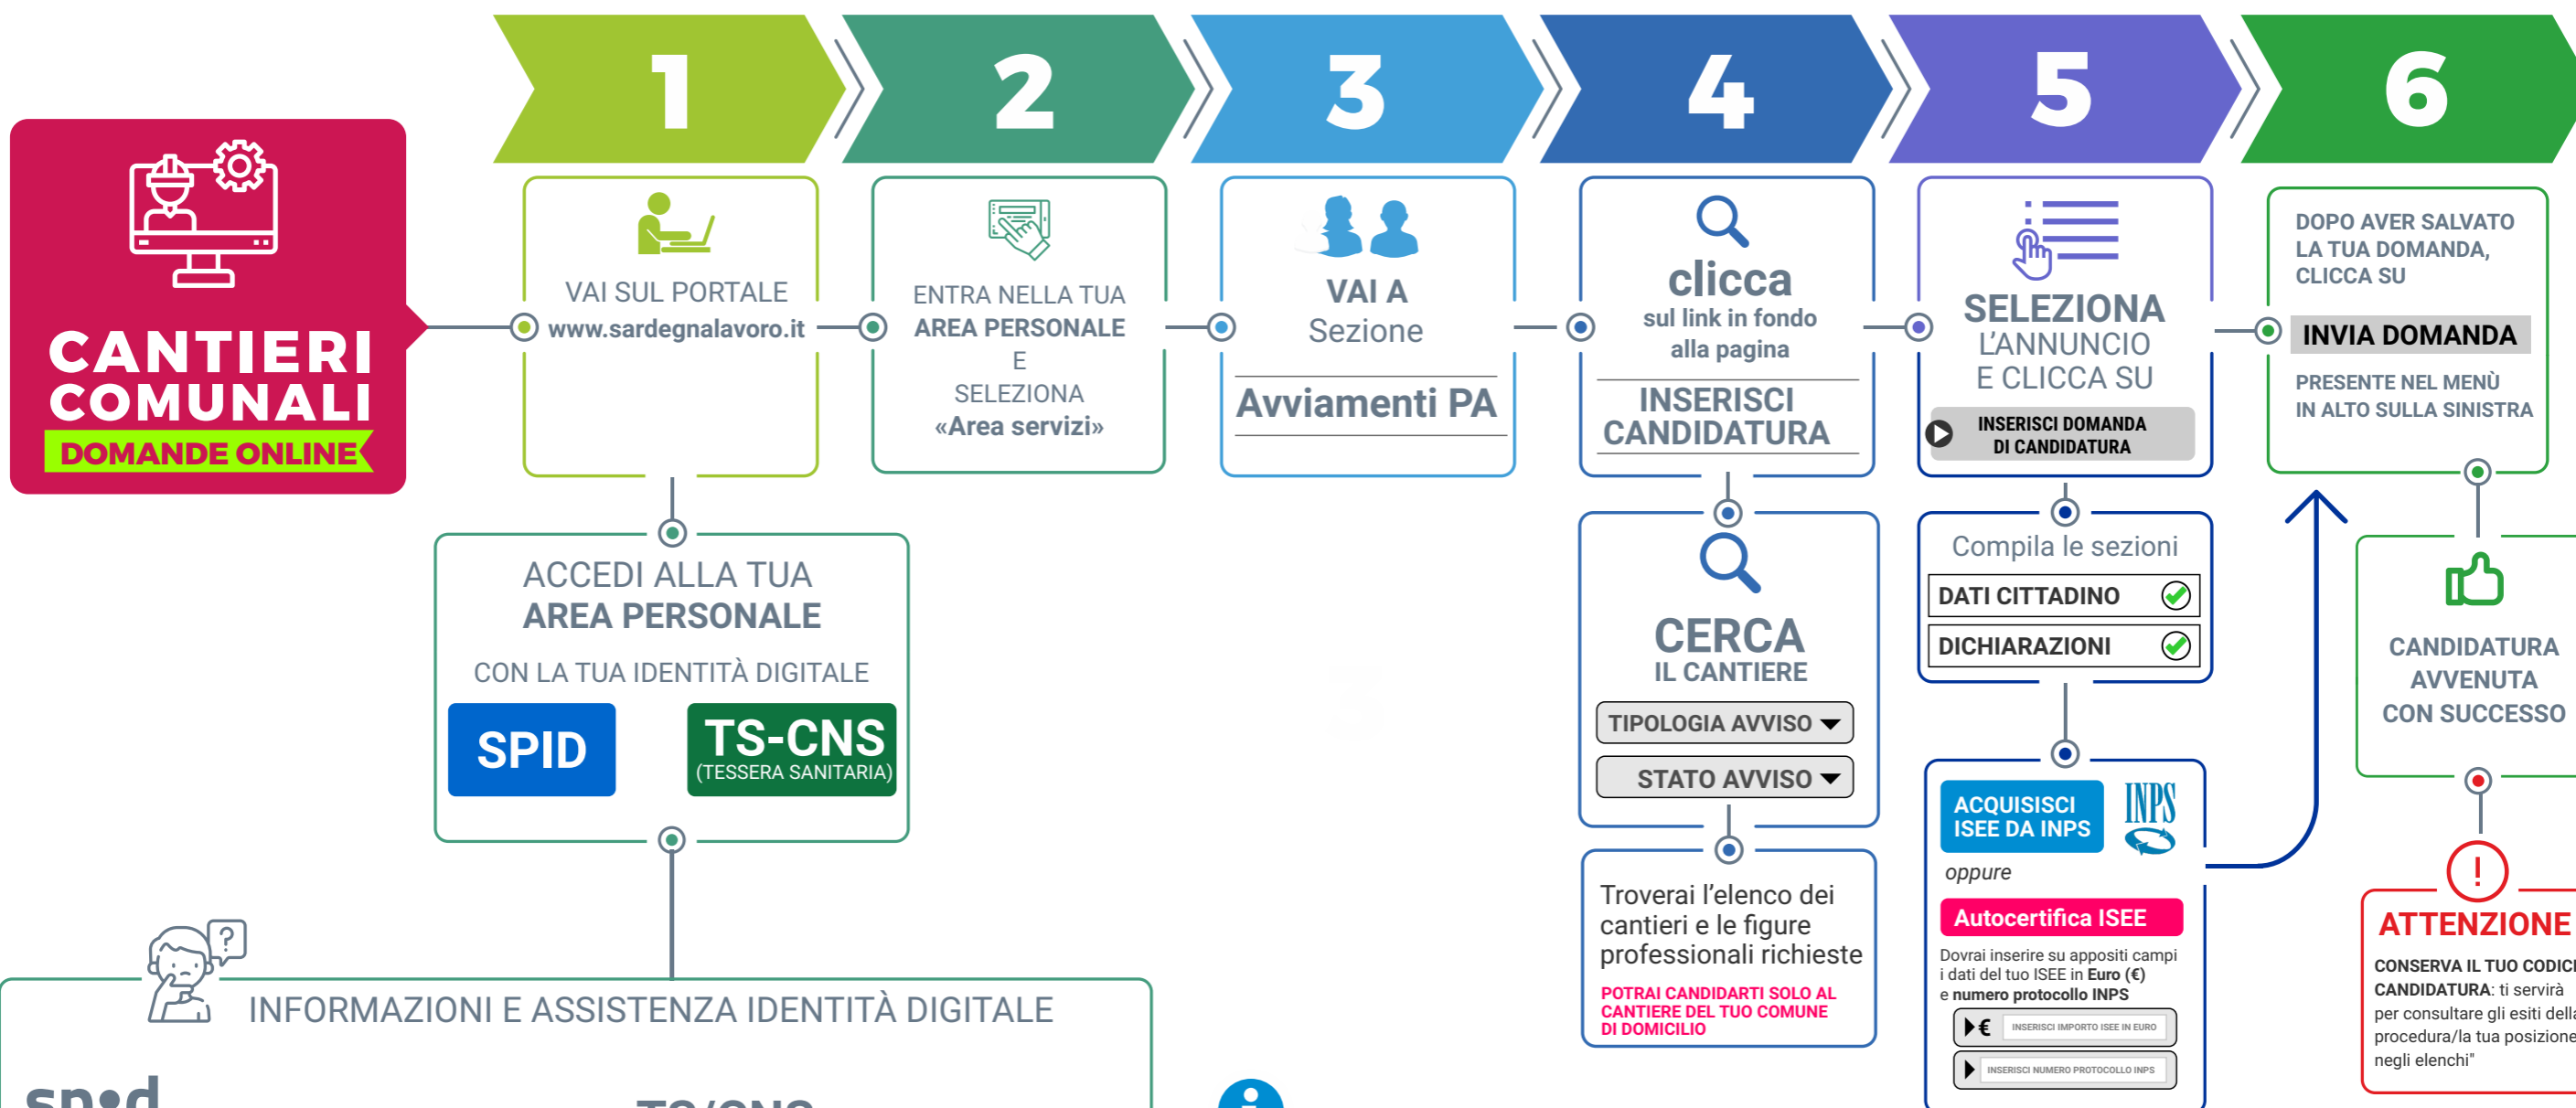 CANTIERI
COMUNALI
DOMANDE ONLINE
1
VAI SUL PORTALE
www.sardegnalavoro.it
ACCEDI ALLA TUA
AREA PERSONALE
CON LA TUA IDENTITÀ DIGITALE
SPID
TS-CNS
(TESSERA SANITARIA)
?
INFORMAZIONI E ASSISTENZA IDENTITÀ DIGITALE
spid
TS/CNS
i
2
ENTRA NELLA TUA
AREA PERSONALE
E
SELEZIONA
«Area servizi»
3
VAI A
Sezione
Avviamenti PA
4
clicca
sul link in fondo
alla pagina
INSERISCI
CANDIDATURA
CERCA
IL CANTIERE
TIPOLOGIA AVVISO
STATO AVVISO
Troverai l'elenco dei
cantieri e le figure
professionali richieste
POTRAI CANDIDARTI SOLO AL
CANTIERE DEL TUO COMUNE
DI DOMICILIO
5
SELEZIONA
L'ANNUNCIO
E CLICCA SU
INSERISCI DOMANDA
DI CANDIDATURA
Compila le sezioni
DATI CITTADINO
DICHIARAZIONI
ACQUISISCI
ISEE DA INPS
INPS
oppure
Autocertifica ISEE
Dovrai inserire su appositi campi
i dati del tuo ISEE in Euro (€)
e numero protocollo INPS
€ INSERISCI IMPORTO ISEE IN EURO
INSERISCI NUMERO PROTOCOLLO INPS
6
DOPO AVER SALVATO
LA TUA DOMANDA,
CLICCA SU
INVIA DOMANDA
PRESENTE NEL MENÙ
IN ALTO SULLA SINISTRA
CANDIDATURA
AVVENUTA
CON SUCCESSO
!
ATTENZIONE
CONSERVA IL TUO CODIC
CANDIDATURA: ti servirà
per consultare gli esiti della
procedura/la tua posizione
negli elenchi"